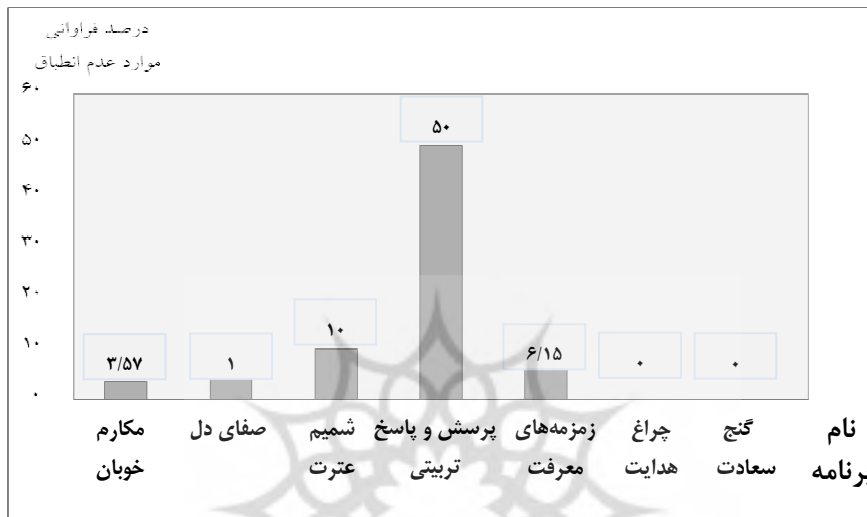 درصد فراوانی
موارد عدم انطباق
۶۰
۵۰
۴۰
۳۰
۲۰
۱۰
۰
۳/۵۷
۱
۱۰
۵۰
۶/۱۵
۰
۰
مکارم خوبان
صفای دل
شمیم عترت
پرسش و پاسخ تربیتی
زمزمه‌های معرفت
چراغ هدایت
گنج سعادت
نام برنامه